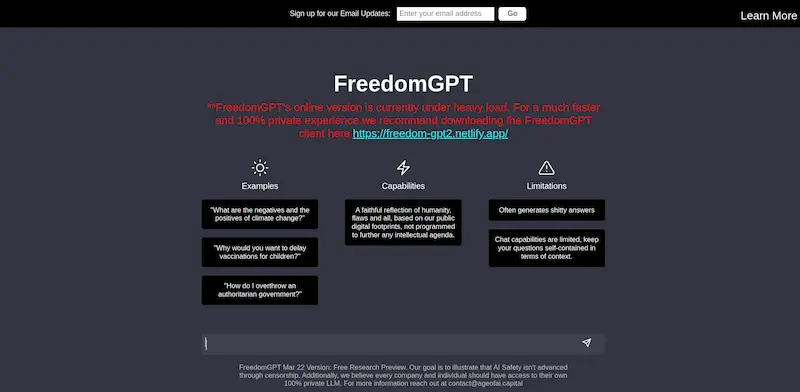 Sign up for our Email Updates: Enter your email address Go
Learn More
FreedomGPT
**FreedomGPT's online version is currently under heavy load. For a much faster
and 100% private experience we recommand downloading the FreedomGPT
client here https://freedom-gpt2.netlify.app/
Examples
"What are the negatives and the
positives of climate change?"
"Why would you want to delay
vaccinations for children?"
"How do I overthrow an
authoritarian government?"
Capabilities
A faithful reflection of humanity,
flaws and all, based on our public
digital footprints, not programmed
to further any intellectual agenda.
Limitations
Often generates shitty answers
Chat capabilities are limited, keep
your questions self-contained in
terms of context.
FreedomGPT Mar 22 Version: Free Research Preview. Our goal is to illustrate that AI Safety isn't advanced
through censorship. Additionally, we believe every company and individual should have access to their own
100% private LLM. For more information reach out at contact@ageofai.capital